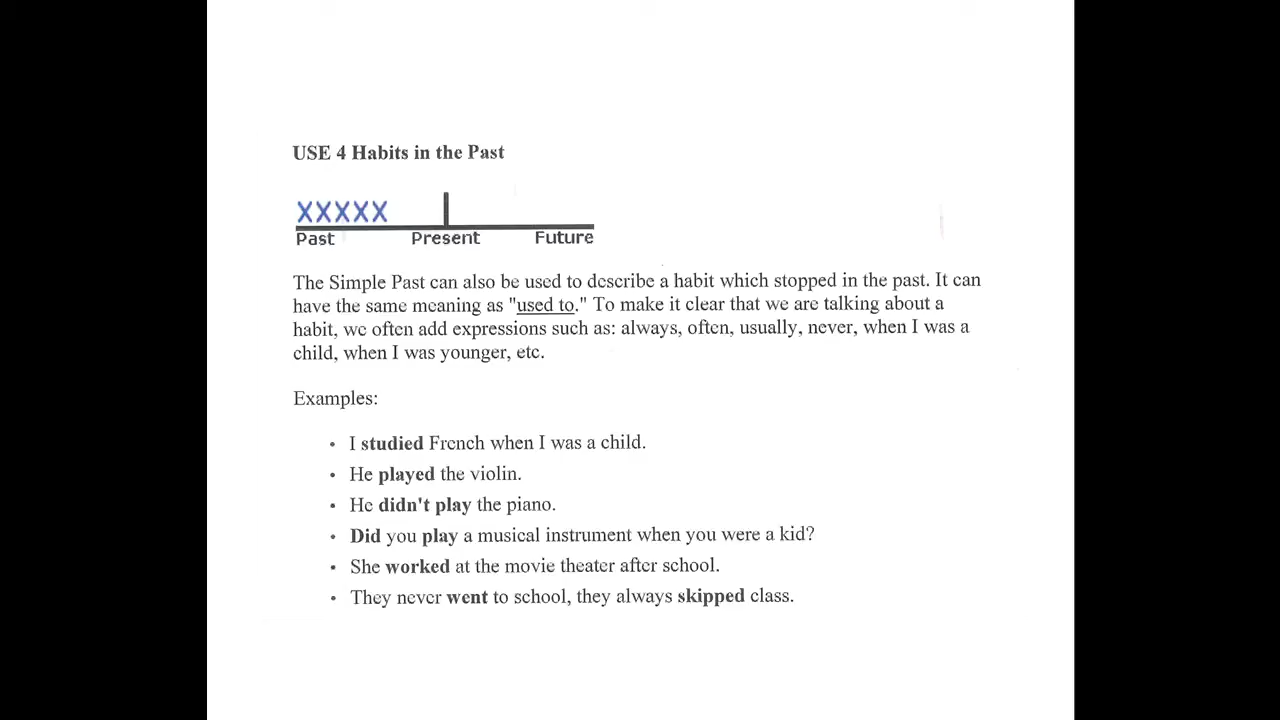 USE 4 Habits in the Past
XXXXX
Past Present Future
The Simple Past can also be used to describe a habit which stopped in the past. It can
have the same meaning as "used to." To make it clear that we are talking about a
habit, we often add expressions such as: always, often, usually, never, when I was a
child, when I was younger, etc.
Examples:
• I studied French when I was a child.
• He played the violin.
• He didn't play the piano.
• Did you play a musical instrument when you were a kid?
• She worked at the movie theater after school.
• They never went to school, they always skipped class.